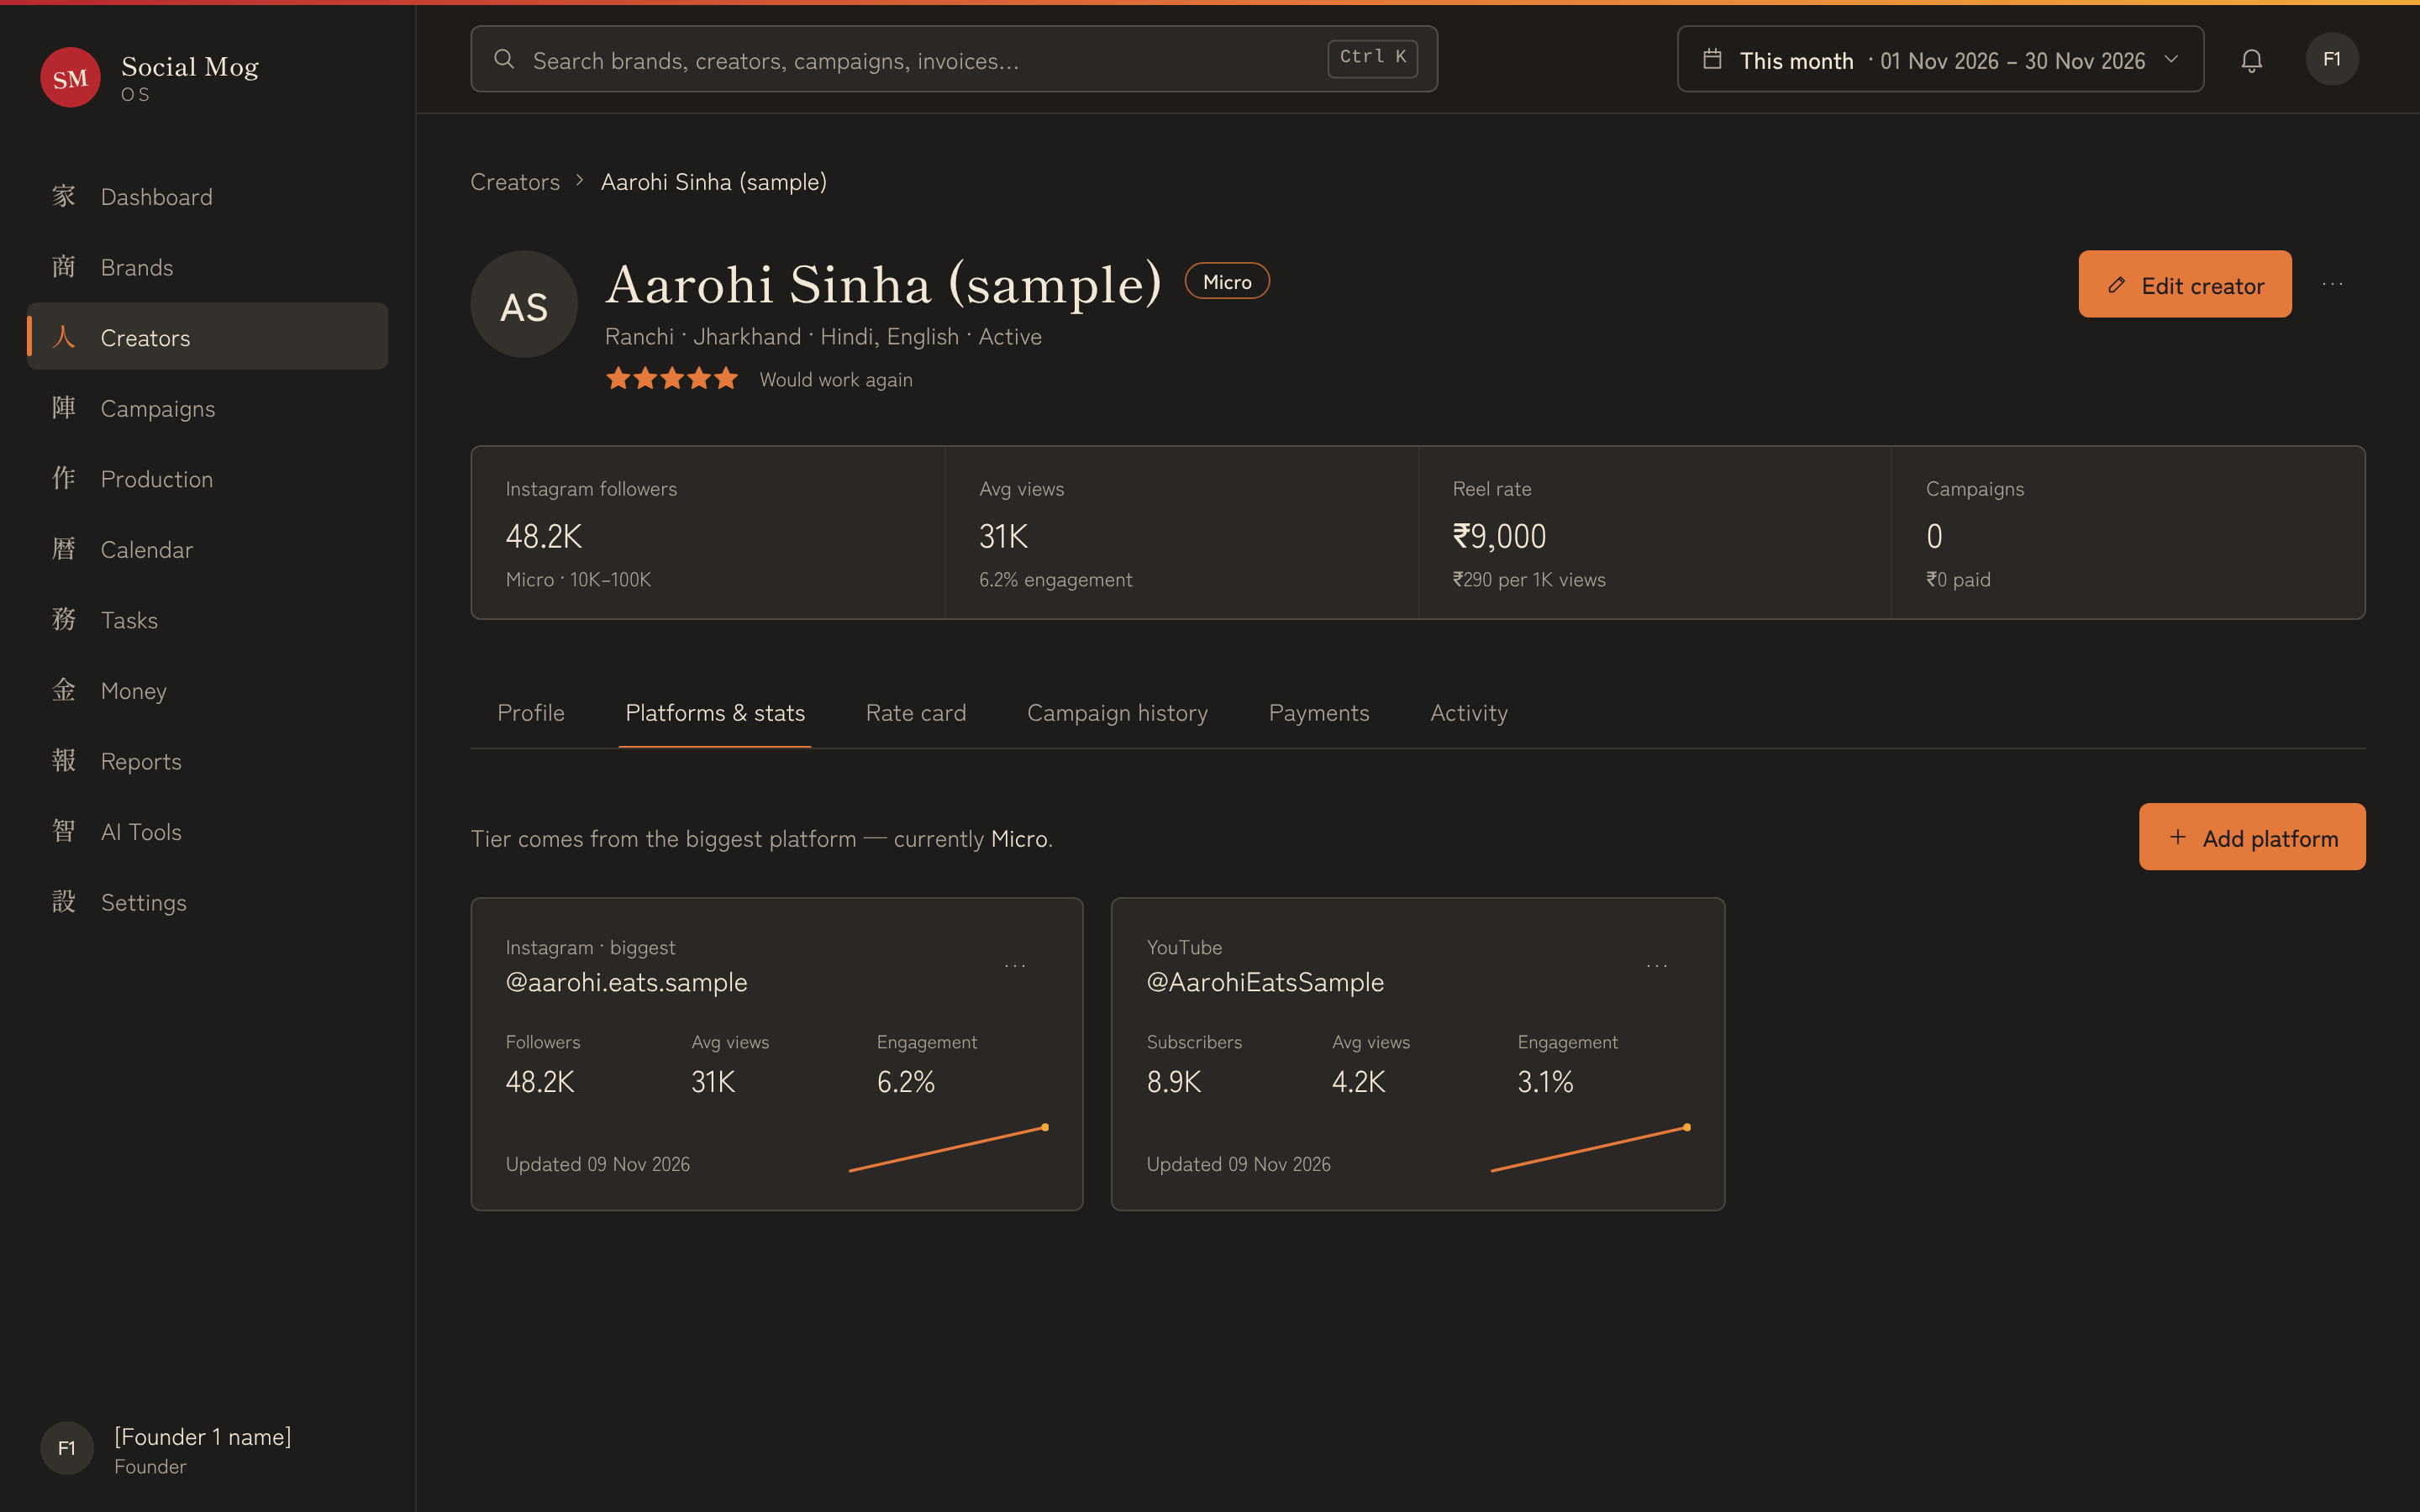 SM
Social Mog
OS
Search brands, creators, campaigns, invoices...
Ctrl K
This month · 01 Nov 2026 – 30 Nov 2026
F1
家 Dashboard
商 Brands
人 Creators
陣 Campaigns
作 Production
暦 Calendar
務 Tasks
金 Money
報 Reports
智 AI Tools
設 Settings
F1
[Founder 1 name]
Founder
Creators > Aarohi Sinha (sample)
AS
Aarohi Sinha (sample) Micro
Ranchi · Jharkhand · Hindi, English · Active
Would work again
Edit creator
...
Instagram followers
48.2K
Micro · 10K–100K
Avg views
31K
6.2% engagement
Reel rate
₹9,000
₹290 per 1K views
Campaigns
0
₹0 paid
Profile Platforms & stats Rate card Campaign history Payments Activity
Tier comes from the biggest platform — currently Micro.
+ Add platform
Instagram · biggest
@aarohi.eats.sample
...
Followers Avg views Engagement
48.2K 31K 6.2%
Updated 09 Nov 2026
YouTube
@AarohiEatsSample
...
Subscribers Avg views Engagement
8.9K 4.2K 3.1%
Updated 09 Nov 2026